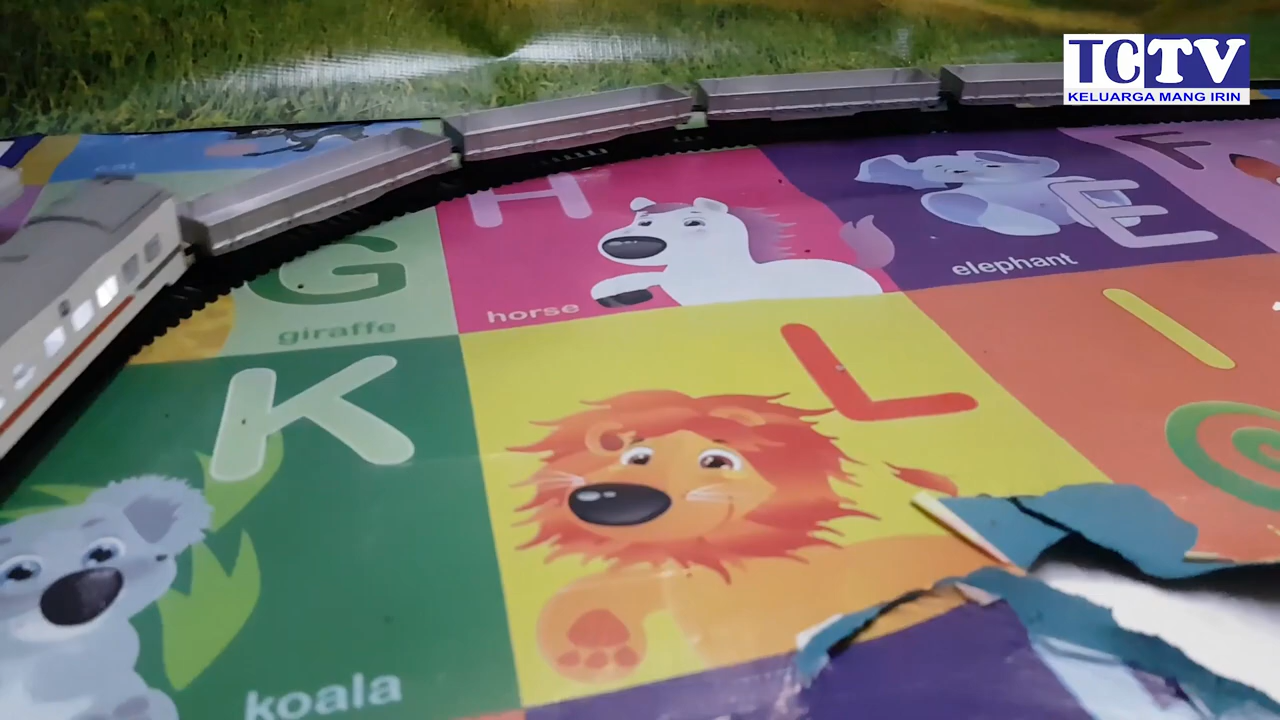 TCTV
KELUARGA MANG IRIN
H
horse
E
elephant
F
G
giraffe
K
koala
L
I